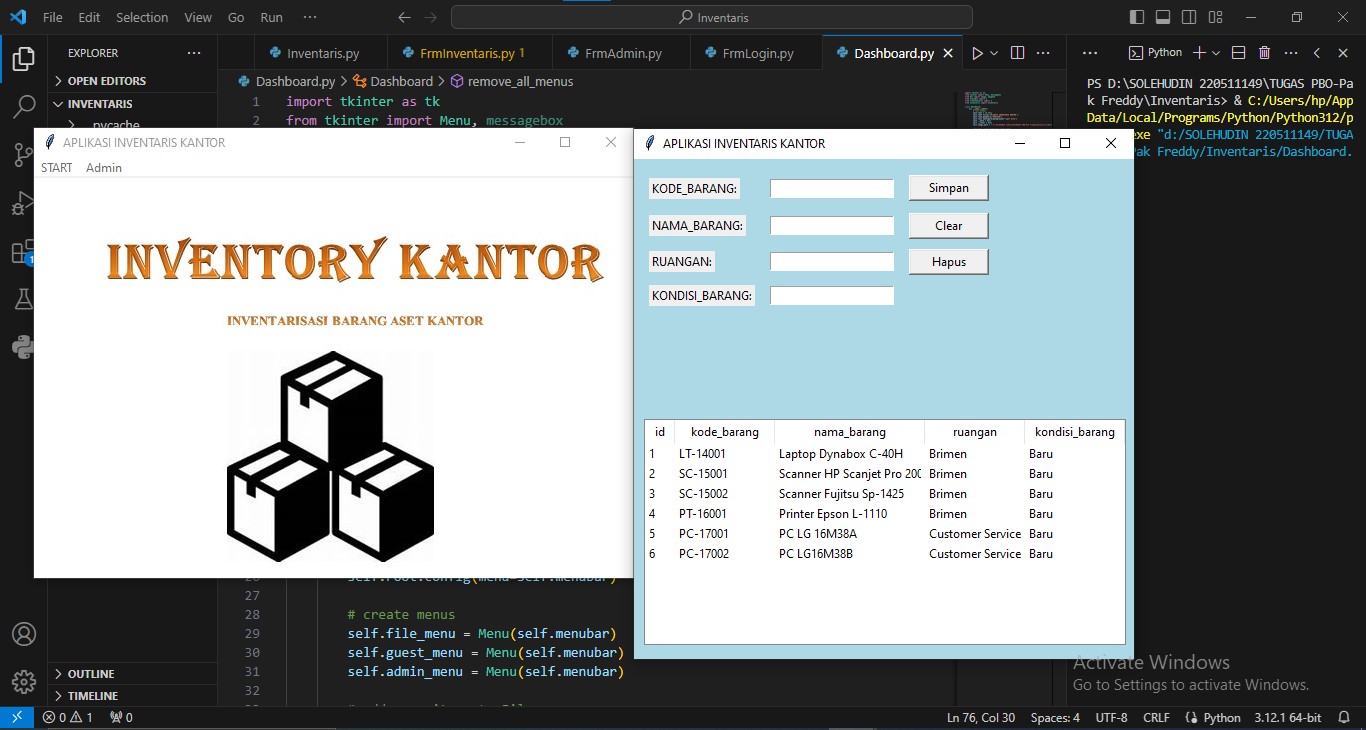 File Edit Selection View Go Run ···
Inventaris
EXPLORER ···
OPEN EDITORS
INVENTARIS
pycache
OUTLINE
TIMELINE
Inventaris.py FrmInventaris.py 1 FrmAdmin.py FrmLogin.py Dashboard.py
Dashboard.py > Dashboard > remove_all_menus
1 import tkinter as tk
2 from tkinter import Menu, messagebox
Python
PS D:\SOLEHUDIN 220511149\TUGAS PBO-Pa
k Freddy\Inventaris> & C:/Users/hp/App
Data/Local/Programs/Python/Python312/p
exe "d:/SOLEHUDIN 220511149/TUGA
ak Freddy/Inventaris/Dashboard.
APLIKASI INVENTARIS KANTOR
START Admin
INVENTORY KANTOR
INVENTARISASI BARANG ASET KANTOR
APLIKASI INVENTARIS KANTOR
KODE_BARANG: Simpan
NAMA_BARANG: Clear
RUANGAN: Hapus
KONDISI_BARANG:
id kode_barang nama_barang ruangan kondisi_barang
1 LT-14001 Laptop Dynabox C-40H Brimen Baru
2 SC-15001 Scanner HP Scanjet Pro 200 Brimen Baru
3 SC-15002 Scanner Fujitsu Sp-1425 Brimen Baru
4 PT-16001 Printer Epson L-1110 Brimen Baru
5 PC-17001 PC LG 16M38A Customer Service Baru
6 PC-17002 PC LG16M38B Customer Service Baru
26 self.root.config(menu=self.menubar)
27
28 # create menus
29 self.file_menu = Menu(self.menubar)
30 self.guest_menu = Menu(self.menubar)
31 self.admin_menu = Menu(self.menubar)
32
Activate Windows
Go to Settings to activate Windows.
0 1 0 Ln 76, Col 30 Spaces: 4 UTF-8 CRLF Python 3.12.1 64-bit